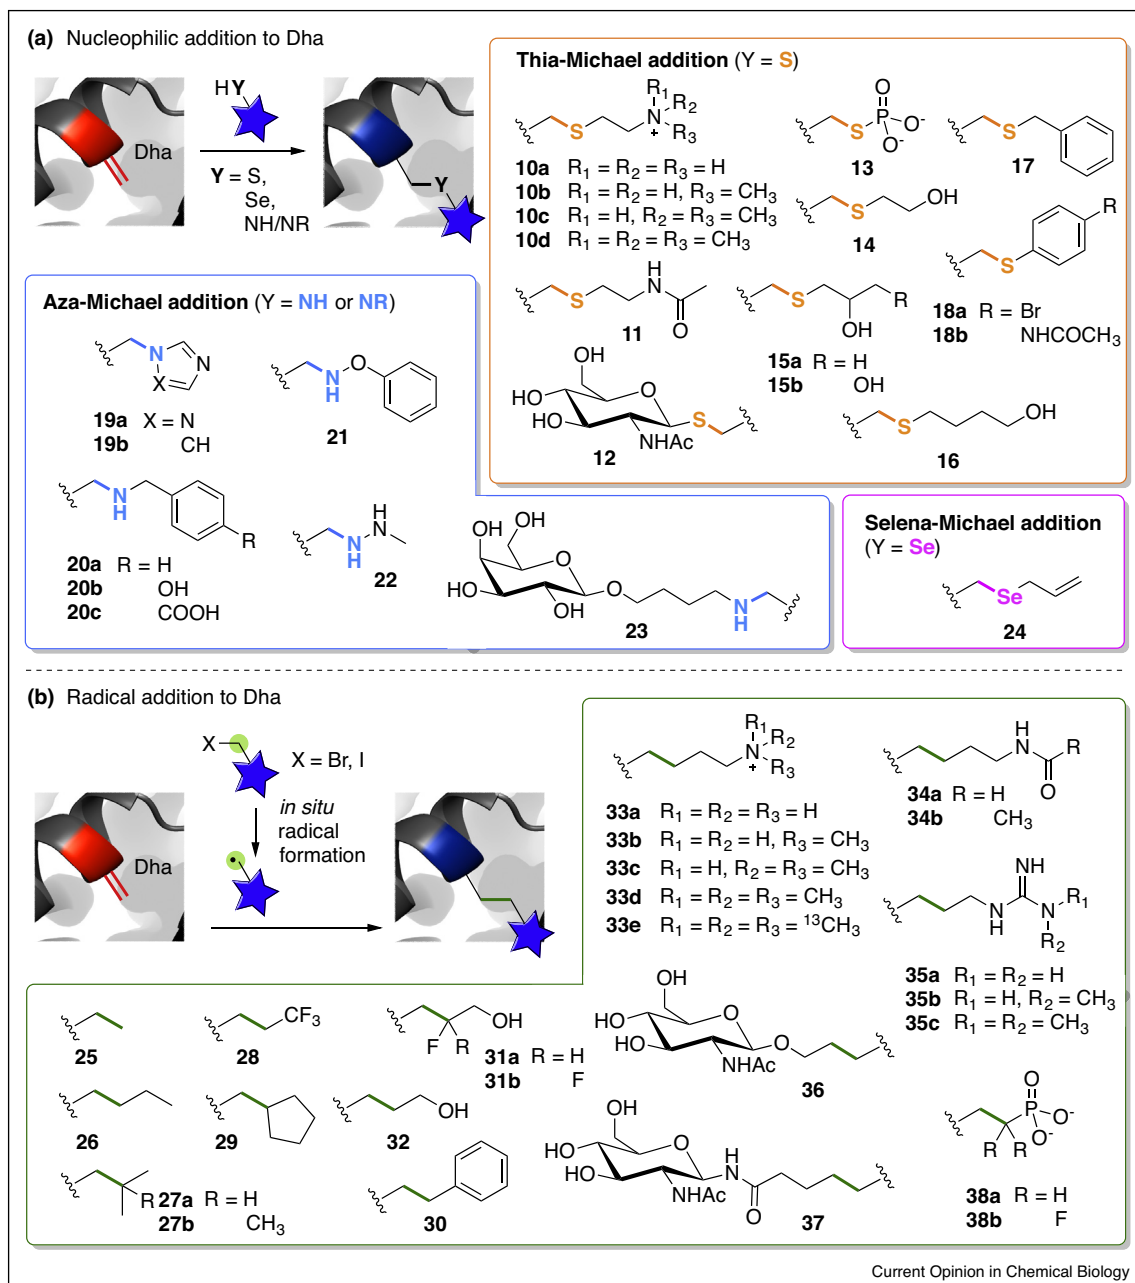 (a) Nucleophilic addition to Dha
HY
Dha
Y = S,
Se,
NH/NR
Y
Thia-Michael addition (Y = S)
S N+ R1 R2 R3
10a R1 = R2 = R3 = H
10b R1 = R2 = H, R3 = CH3
10c R1 = H, R2 = R3 = CH3
10d R1 = R2 = R3 = CH3
S P O O- O-
13
S
17
S OH
14
S R
18a R = Br
18b NHCOCH3
S H N O
11
S OH R
15a R = H
15b OH
OH HO HO O NHAc S
12
S OH
16
Aza-Michael addition (Y = NH or NR)
N X N
19a X = N
19b CH
N H O
21
N H R
20a R = H
20b OH
20c COOH
N H N H
22
OH OH HO O OH O N H
23
Selena-Michael addition
(Y = Se)
Se
24
(b) Radical addition to Dha
X
X = Br, I
in situ
radical
formation
Dha
N+ R1 R2 R3
33a R1 = R2 = R3 = H
33b R1 = R2 = H, R3 = CH3
33c R1 = H, R2 = R3 = CH3
33d R1 = R2 = R3 = CH3
33e R1 = R2 = R3 = 13CH3
H N O R
34a R = H
34b CH3
N H NH N R1 R2
35a R1 = R2 = H
35b R1 = H, R2 = CH3
35c R1 = R2 = CH3
25
CF3
28
OH F R
31a R = H
31b F
OH HO HO O NHAc O
36
26
29
OH
32
R
27a R = H
27b CH3
30
OH HO HO O NHAc H N O
37
O P O- O- R R
38a R = H
38b F
Current Opinion in Chemical Biology